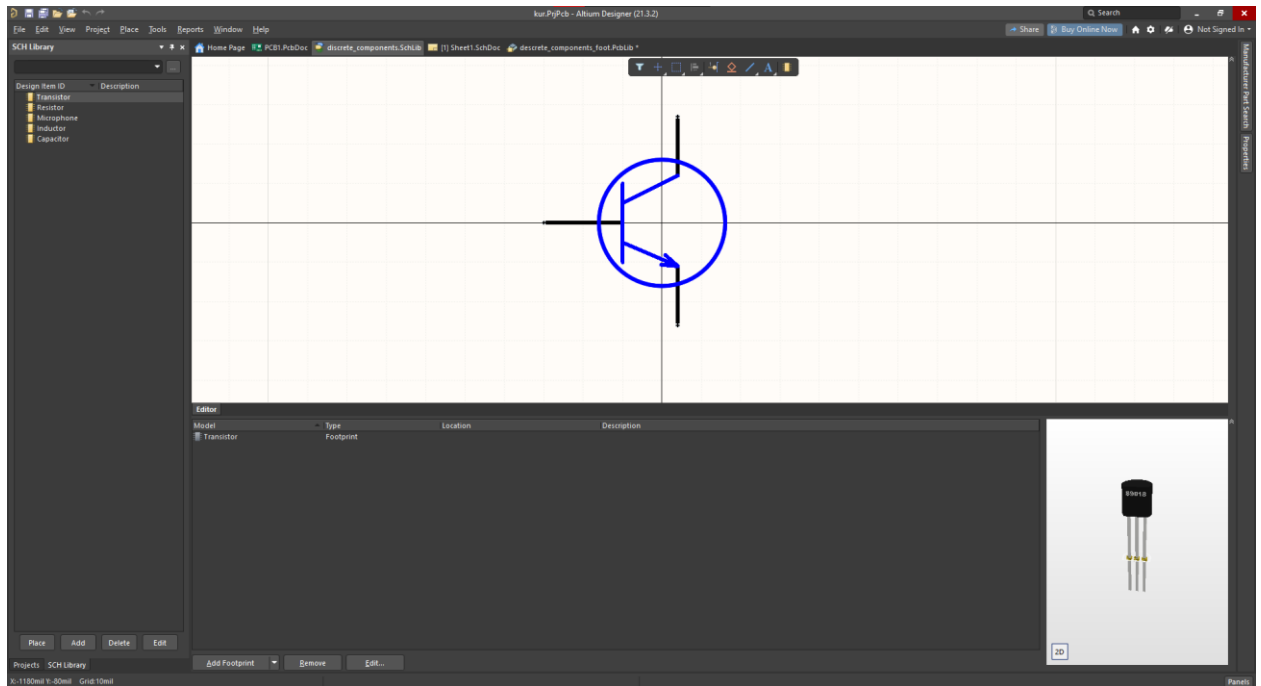 kur.PrjPcb - Altium Designer (21.3.2)
Search
File Edit View Project Place Tools Reports Window Help
Share Buy Online Now Not Signed In
SCH Library
Home Page PCB1.PcbDoc discrete_components.SchLib [1] Sheet1.SchDoc descrete_components_foot.PcbLib *
Design Item ID Description
Transistor
Resistor
Microphone
Inductor
Capacitor
Manufacturer Part Search
Properties
Editor
Model Type Location Description
Transistor Footprint
S9018
2D
Place Add Delete Edit
Add Footprint Remove Edit...
Projects SCH Library
X:-1180mil Y:-80mil Grid:10mil
Panels